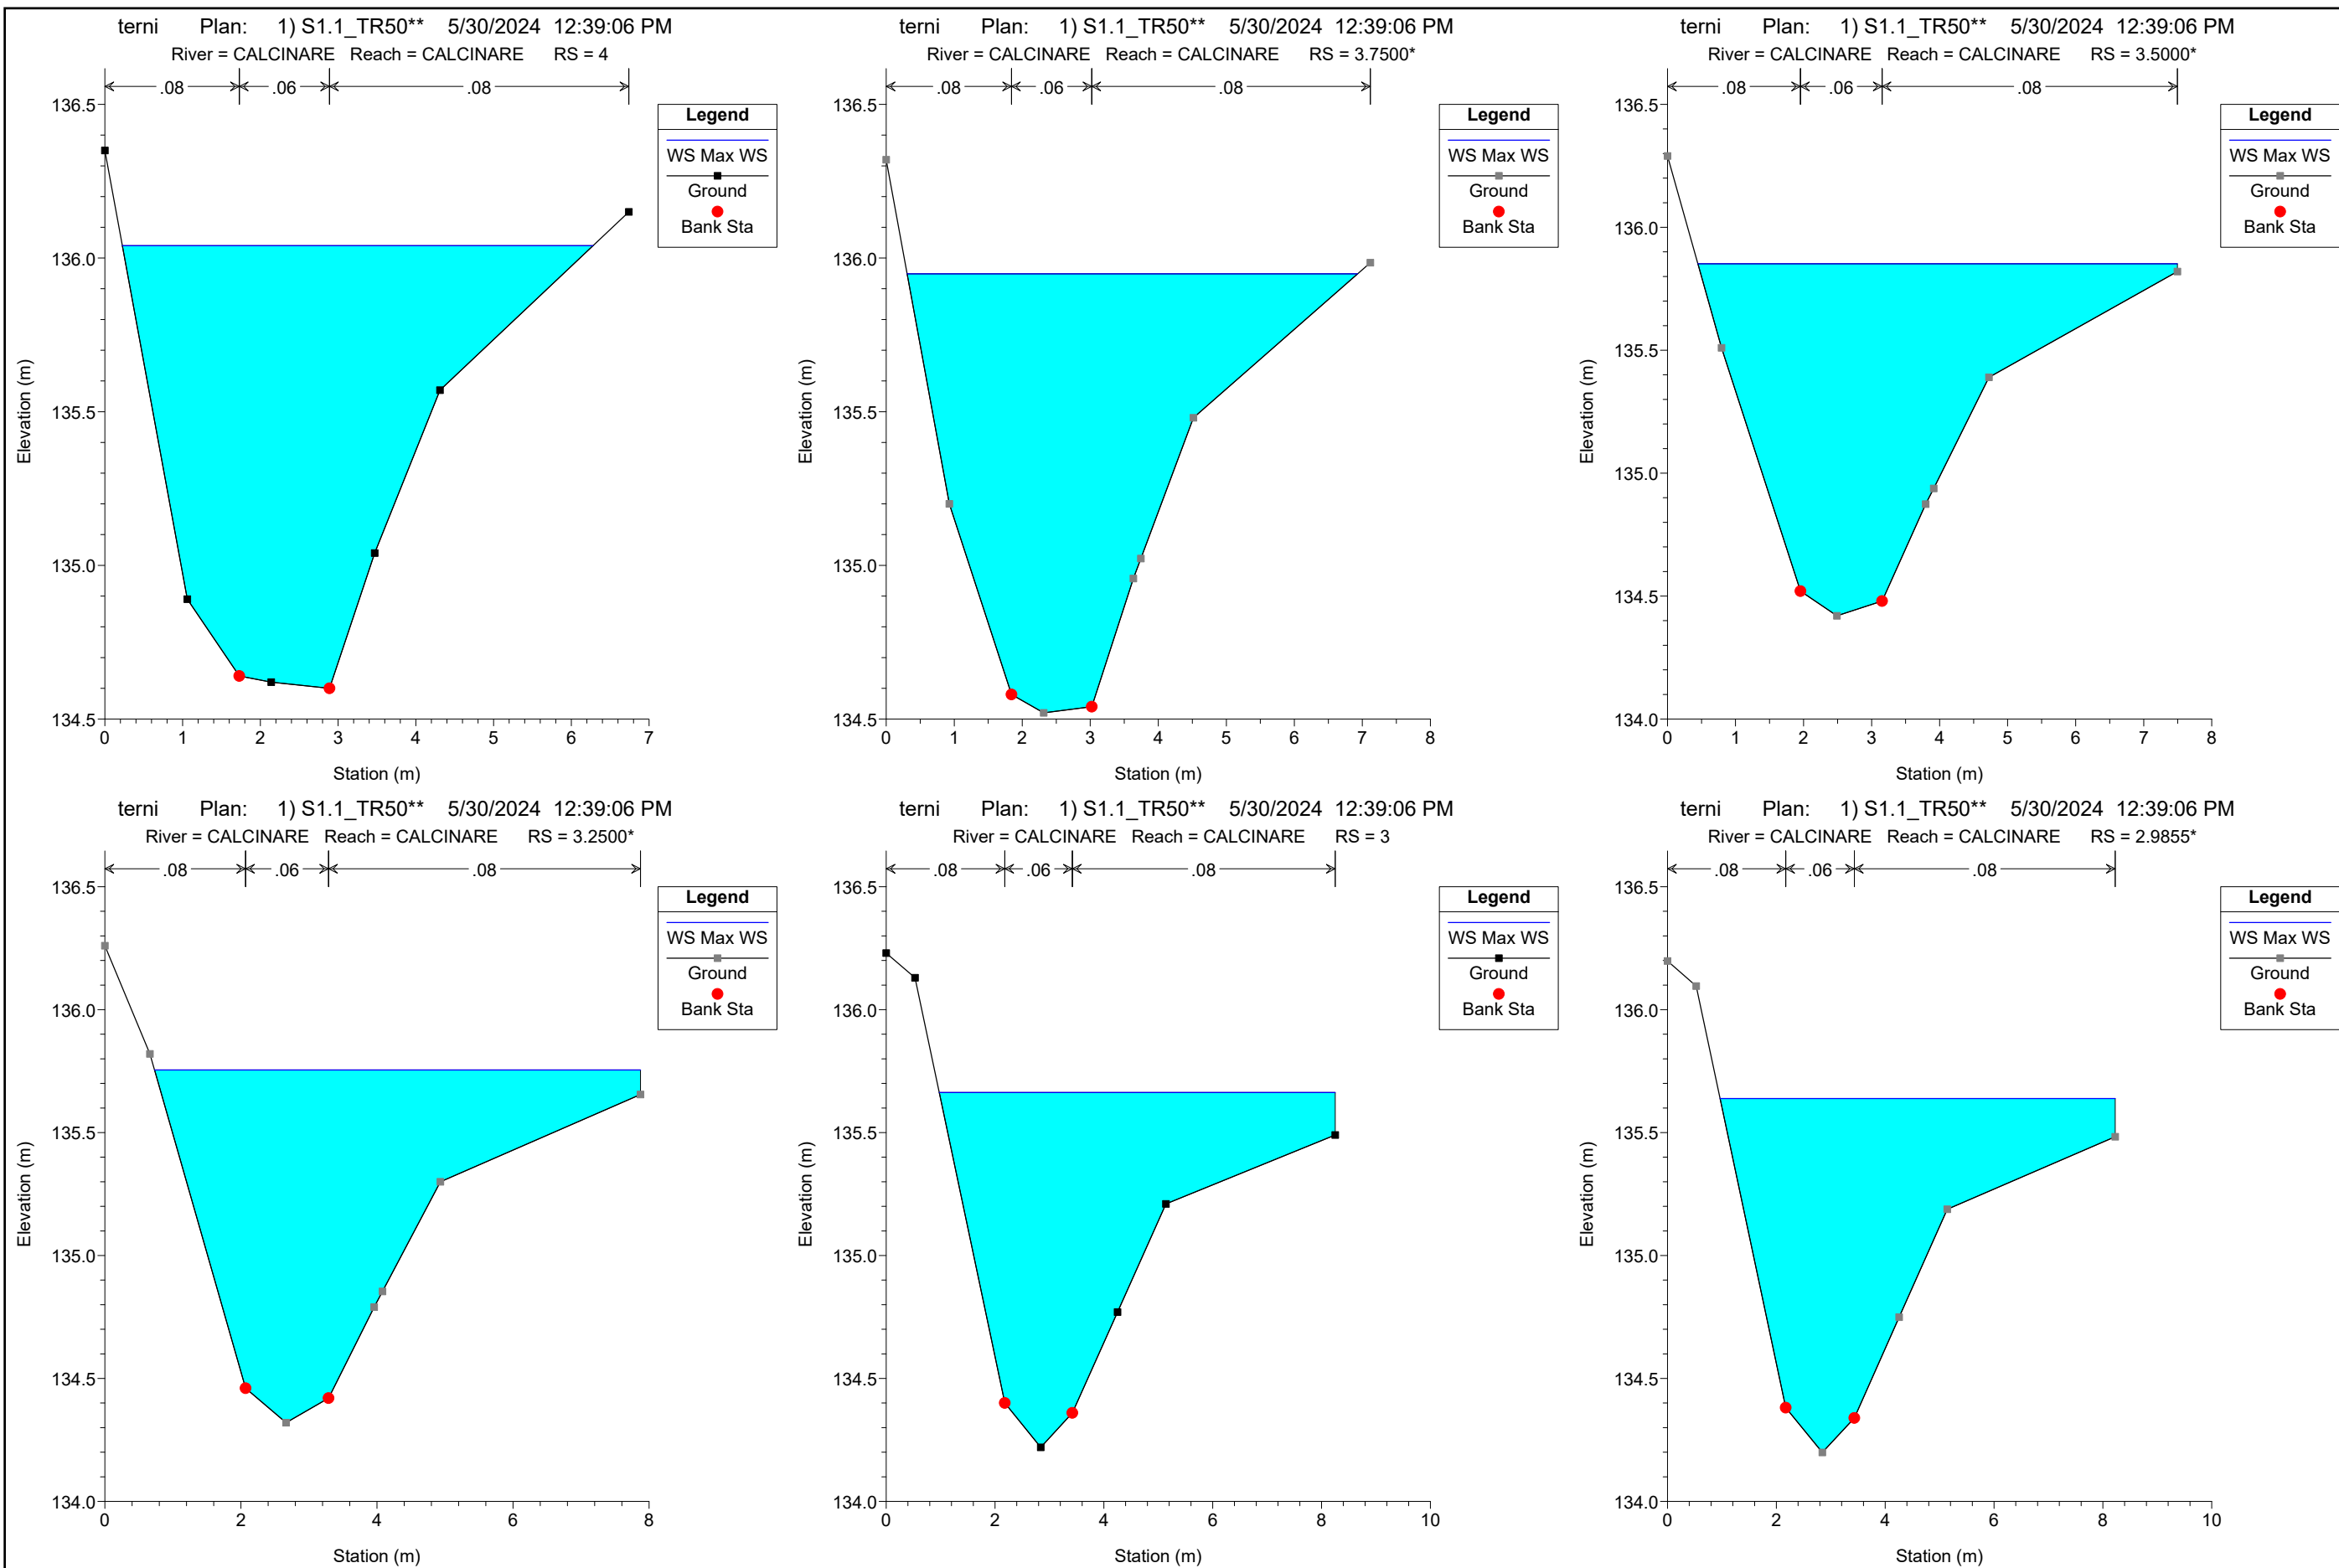 terni Plan: 1) S1.1_TR50** 5/30/2024 12:39:06 PM
River = CALCINARE Reach = CALCINARE RS = 4
.08 .06 .08
136.5
136.0
135.5
135.0
134.5
0 1 2 3 4 5 6 7
Station (m)
Elevation (m)
Legend
WS Max WS
Ground
Bank Sta
terni Plan: 1) S1.1_TR50** 5/30/2024 12:39:06 PM
River = CALCINARE Reach = CALCINARE RS = 3.7500*
.08 .06 .08
136.5
136.0
135.5
135.0
134.5
0 1 2 3 4 5 6 7 8
Station (m)
Elevation (m)
Legend
WS Max WS
Ground
Bank Sta
terni Plan: 1) S1.1_TR50** 5/30/2024 12:39:06 PM
River = CALCINARE Reach = CALCINARE RS = 3.5000*
.08 .06 .08
136.5
136.0
135.5
135.0
134.5
134.0
0 1 2 3 4 5 6 7 8
Station (m)
Elevation (m)
Legend
WS Max WS
Ground
Bank Sta
terni Plan: 1) S1.1_TR50** 5/30/2024 12:39:06 PM
River = CALCINARE Reach = CALCINARE RS = 3.2500*
.08 .06 .08
136.5
136.0
135.5
135.0
134.5
134.0
0 2 4 6 8
Station (m)
Elevation (m)
Legend
WS Max WS
Ground
Bank Sta
terni Plan: 1) S1.1_TR50** 5/30/2024 12:39:06 PM
River = CALCINARE Reach = CALCINARE RS = 3
.08 .06 .08
136.5
136.0
135.5
135.0
134.5
134.0
0 2 4 6 8 10
Station (m)
Elevation (m)
Legend
WS Max WS
Ground
Bank Sta
terni Plan: 1) S1.1_TR50** 5/30/2024 12:39:06 PM
River = CALCINARE Reach = CALCINARE RS = 2.9855*
.08 .06 .08
136.5
136.0
135.5
135.0
134.5
134.0
0 2 4 6 8 10
Station (m)
Elevation (m)
Legend
WS Max WS
Ground
Bank Sta